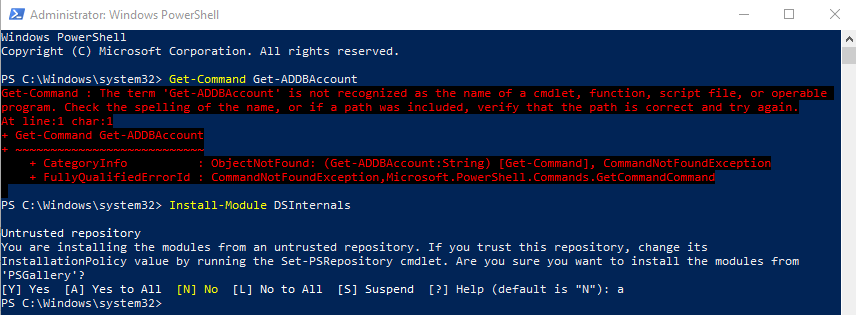 Administrator: Windows PowerShell
Windows PowerShell
Copyright (C) Microsoft Corporation. All rights reserved.
PS C:\Windows\system32> Get-Command Get-ADDBAccount
Get-Command : The term 'Get-ADDBAccount' is not recognized as the name of a cmdlet, function, script file, or operable
program. Check the spelling of the name, or if a path was included, verify that the path is correct and try again.
At line:1 char:1
+ Get-Command Get-ADDBAccount
+ ~~~~~~~~~~~~~~~~~~~~~~~~~~~
    + CategoryInfo          : ObjectNotFound: (Get-ADDBAccount:String) [Get-Command], CommandNotFoundException
    + FullyQualifiedErrorId : CommandNotFoundException,Microsoft.PowerShell.Commands.GetCommandCommand
PS C:\Windows\system32> Install-Module DSInternals
Untrusted repository
You are installing the modules from an untrusted repository. If you trust this repository, change its
InstallationPolicy value by running the Set-PSRepository cmdlet. Are you sure you want to install the modules from
'PSGallery'?
[Y] Yes  [A] Yes to All  [N] No  [L] No to All  [S] Suspend  [?] Help (default is "N"): a
PS C:\Windows\system32>